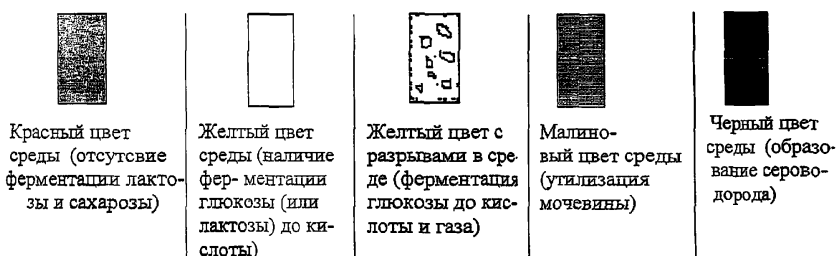 Красный цвет
среды (отсутсвие
ферментации лакто-
зы и сахарозы)
Желтый цвет
среды (наличие
фер- ментации
глюкозы (или
лактозы) до ки-
слоты)
Желтый цвет с
разрывами в сре-
де (ферментация
глюкозы до кис-
лоты и газа)
Малино-
вый цвет среды
(утилизация
мочевины)
Черный цвет
среды (образо-
вание серово-
дорода)